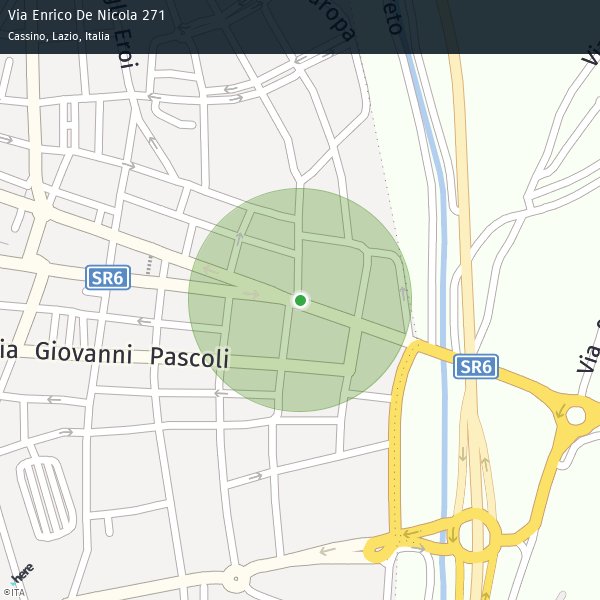 Via Enrico De Nicola 271
Cassino, Lazio, Italia
Eroi
uropa
eto
SR6
SR6
ia Giovanni Pascoli
Via
here
©ITA